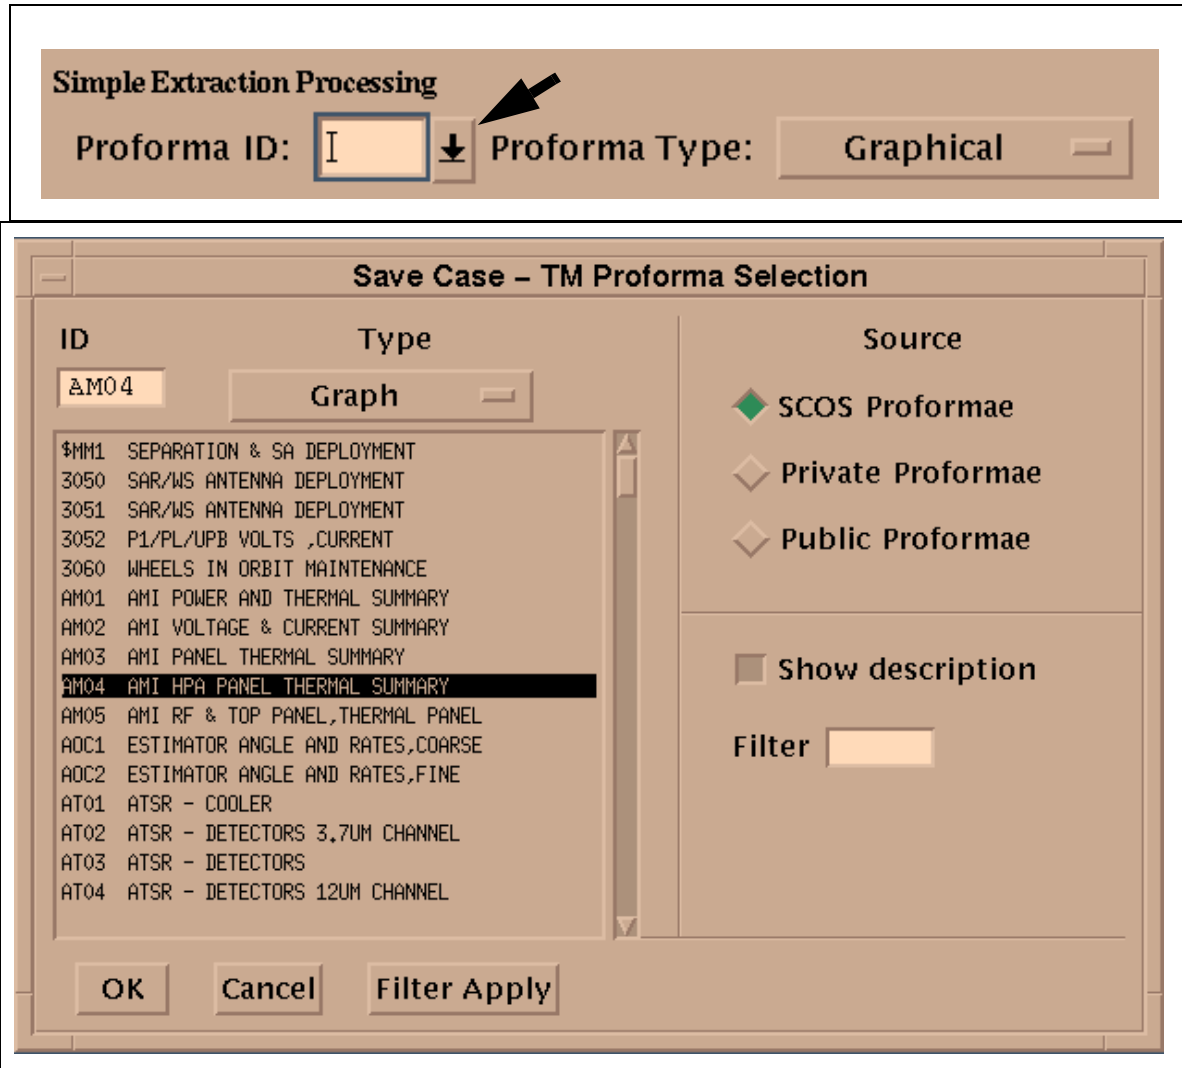 Simple Extraction Processing
Proforma ID: Proforma Type: Graphical
Save Case – TM Proforma Selection
ID Type Source
AM04 Graph
SCOS Proformae
Private Proformae
Public Proformae
$MM1 SEPARATION & SA DEPLOYMENT
3050 SAR/WS ANTENNA DEPLOYMENT
3051 SAR/WS ANTENNA DEPLOYMENT
3052 P1/PL/UPB VOLTS ,CURRENT
3060 WHEELS IN ORBIT MAINTENANCE
AM01 AMI POWER AND THERMAL SUMMARY
AM02 AMI VOLTAGE & CURRENT SUMMARY
AM03 AMI PANEL THERMAL SUMMARY
AM04 AMI HPA PANEL THERMAL SUMMARY
AM05 AMI RF & TOP PANEL,THERMAL PANEL
AOC1 ESTIMATOR ANGLE AND RATES,COARSE
AOC2 ESTIMATOR ANGLE AND RATES,FINE
AT01 ATSR - COOLER
AT02 ATSR - DETECTORS 3.7UM CHANNEL
AT03 ATSR - DETECTORS
AT04 ATSR - DETECTORS 12UM CHANNEL
Show description
Filter
OK Cancel Filter Apply